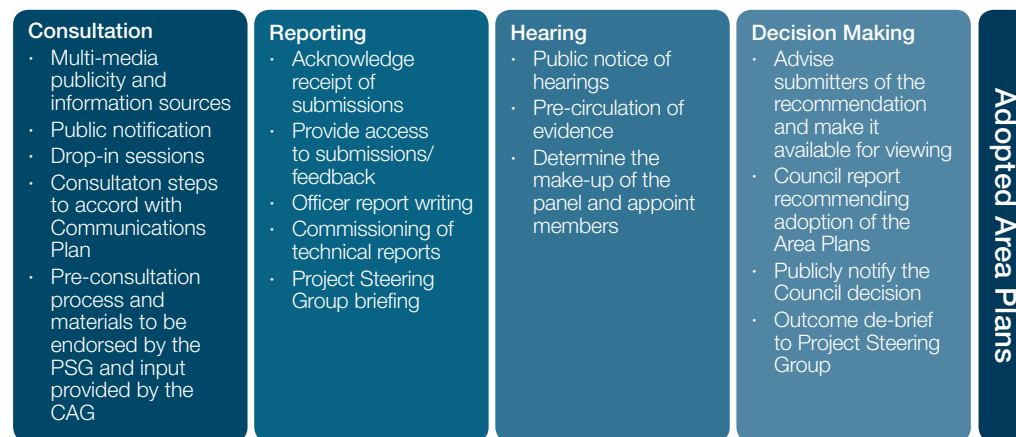 Consultation
· Multi-media
publicity and
information sources
· Public notification
· Drop-in sessions
· Consultaton steps
to accord with
Communications
Plan
· Pre-consultation
process and
materials to be
endorsed by the
PSG and input
provided by the
CAG
Reporting
· Acknowledge
receipt of
submissions
· Provide access
to submissions/
feedback
· Officer report writing
· Commissioning of
technical reports
· Project Steering
Group briefing
Hearing
· Public notice of
hearings
· Pre-circulation of
evidence
· Determine the
make-up of the
panel and appoint
members
Decision Making
· Advise
submitters of the
recommendation
and make it
available for viewing
· Council report
recommending
adoption of the
Area Plans
· Publicly notify the
Council decision
· Outcome de-brief
to Project Steering
Group
Adopted Area Plans